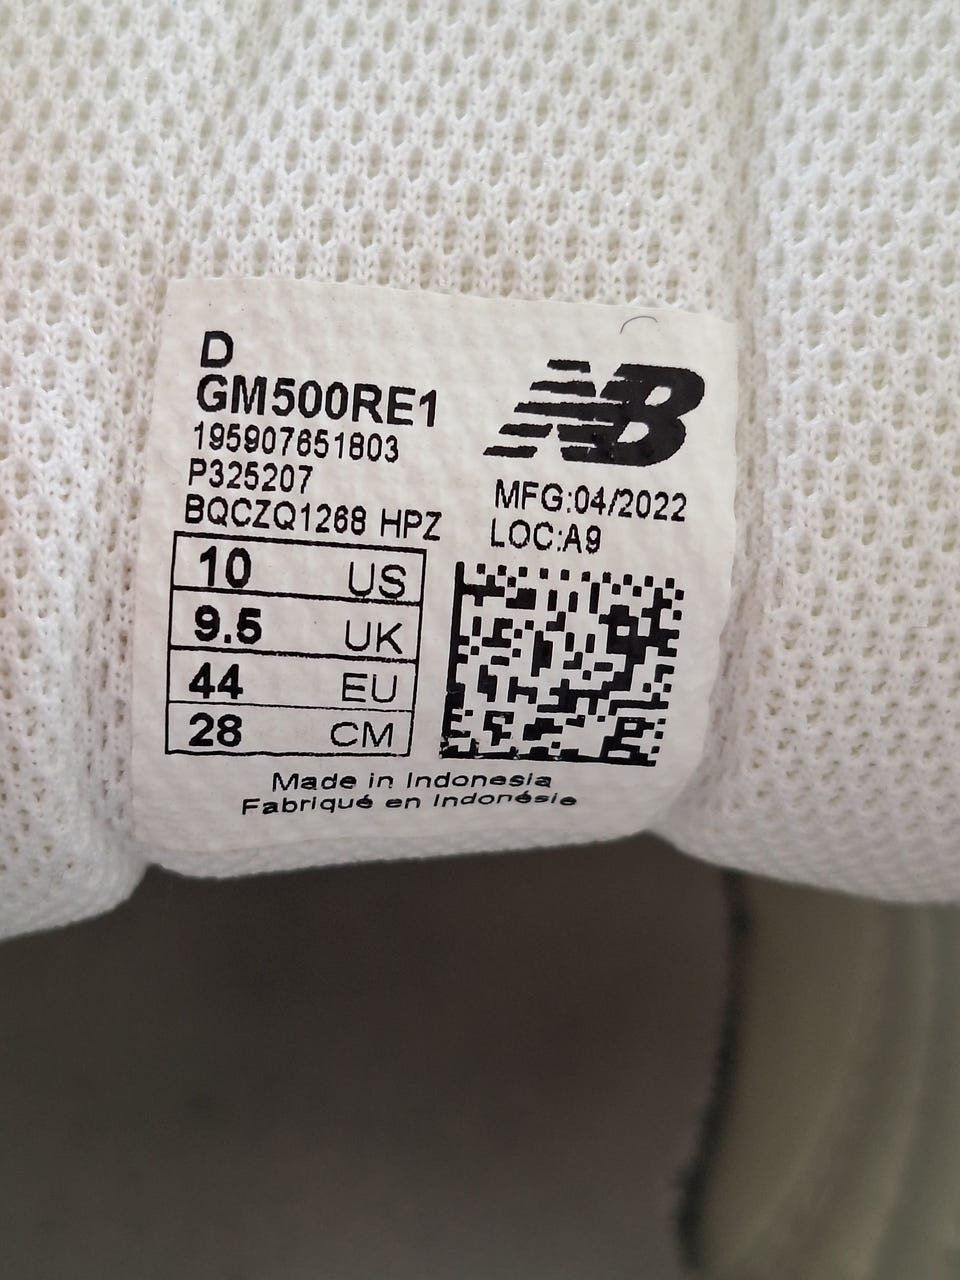 D
GM500RE1
195907651803
P325207
BQCZQ1268 HPZ
NB
MFG:04/2022
LOC:A9
10 US
9.5 UK
44 EU
28 CM
Made in Indonesia
Fabriqué en Indonésie